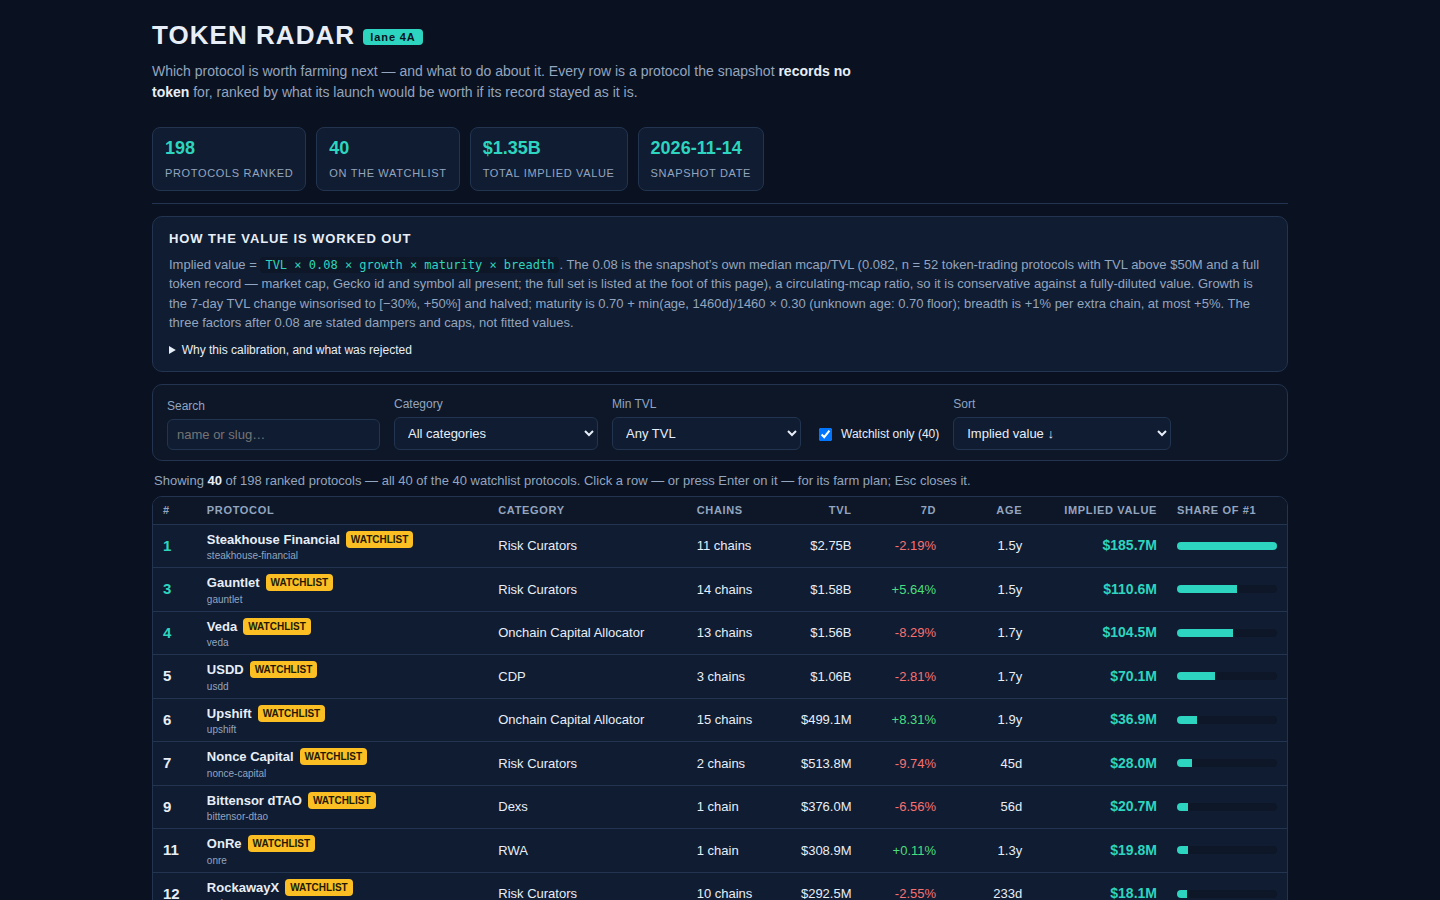 TOKEN RADAR lane 4A
Which protocol is worth farming next — and what to do about it. Every row is a protocol the snapshot records no
token for, ranked by what its launch would be worth if its record stayed as it is.
198 40 $1.35B 2026-11-14
PROTOCOLS RANKED ON THE WATCHLIST TOTAL IMPLIED VALUE SNAPSHOT DATE
HOW THE VALUE IS WORKED OUT
Implied value = TVL × 0.08 × growth × maturity × breadth . The 0.08 is the snapshot's own median mcap/TVL (0.082, n = 52 token-trading protocols with TVL above $50M and a full
token record — market cap, Gecko id and symbol all present; the full set is listed at the foot of this page), a circulating-mcap ratio, so it is conservative against a fully-diluted value. Growth is
the 7-day TVL change winsorised to [−30%, +50%] and halved; maturity is 0.70 + min(age, 1460d)/1460 × 0.30 (unknown age: 0.70 floor); breadth is +1% per extra chain, at most +5%. The
three factors after 0.08 are stated dampers and caps, not fitted values.
Why this calibration, and what was rejected
Search Category Min TVL Sort
name or slug… All categories Any TVL Watchlist only (40) Implied value ↓
Showing 40 of 198 ranked protocols — all 40 of the 40 watchlist protocols. Click a row — or press Enter on it — for its farm plan; Esc closes it.
# PROTOCOL CATEGORY CHAINS TVL 7D AGE IMPLIED VALUE SHARE OF #1
1 Steakhouse Financial WATCHLIST Risk Curators 11 chains $2.75B -2.19% 1.5y $185.7M
steakhouse-financial
3 Gauntlet WATCHLIST Risk Curators 14 chains $1.58B +5.64% 1.5y $110.6M
gauntlet
4 Veda WATCHLIST Onchain Capital Allocator 13 chains $1.56B -8.29% 1.7y $104.5M
veda
5 USDD WATCHLIST CDP 3 chains $1.06B -2.81% 1.7y $70.1M
usdd
6 Upshift WATCHLIST Onchain Capital Allocator 15 chains $499.1M +8.31% 1.9y $36.9M
upshift
7 Nonce Capital WATCHLIST Risk Curators 2 chains $513.8M -9.74% 45d $28.0M
nonce-capital
9 Bittensor dTAO WATCHLIST Dexs 1 chain $376.0M -6.56% 56d $20.7M
bittensor-dtao
11 OnRe WATCHLIST RWA 1 chain $308.9M +0.11% 1.3y $19.8M
onre
12 RockawayX WATCHLIST Risk Curators 10 chains $292.5M -2.55% 233d $18.1M